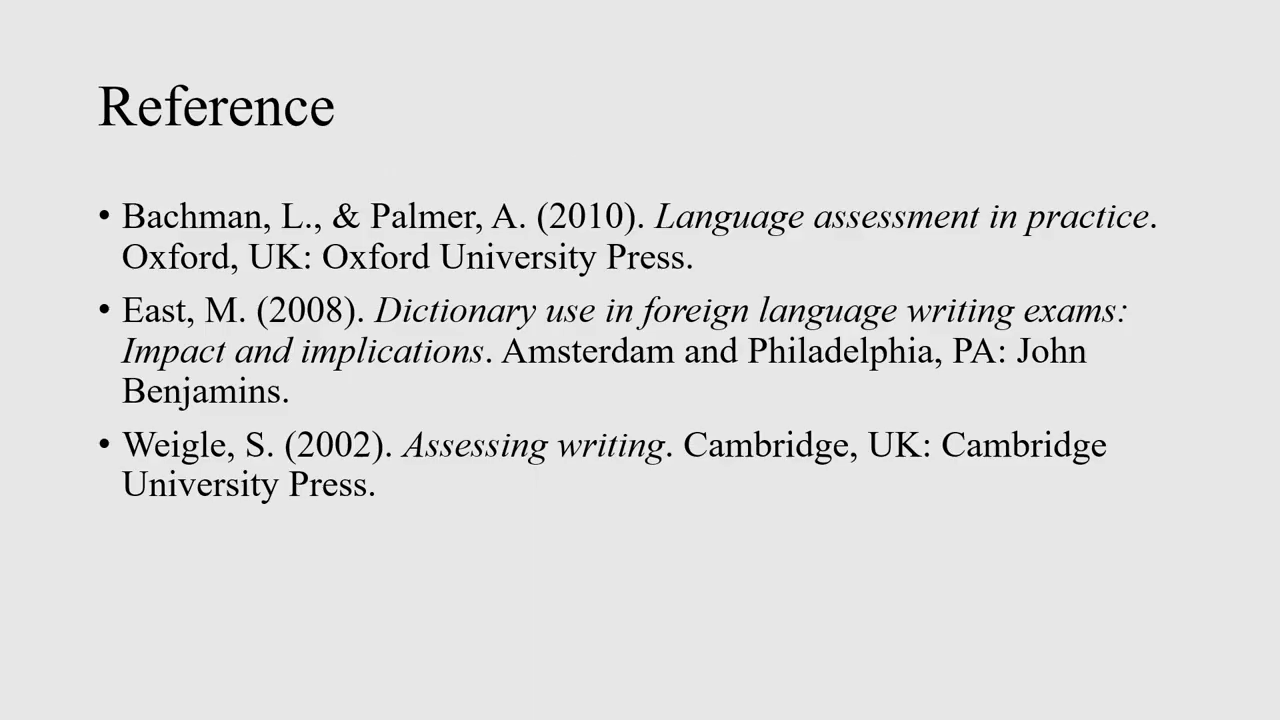 Reference
• Bachman, L., & Palmer, A. (2010). Language assessment in practice.
Oxford, UK: Oxford University Press.
• East, M. (2008). Dictionary use in foreign language writing exams:
Impact and implications. Amsterdam and Philadelphia, PA: John
Benjamins.
• Weigle, S. (2002). Assessing writing. Cambridge, UK: Cambridge
University Press.